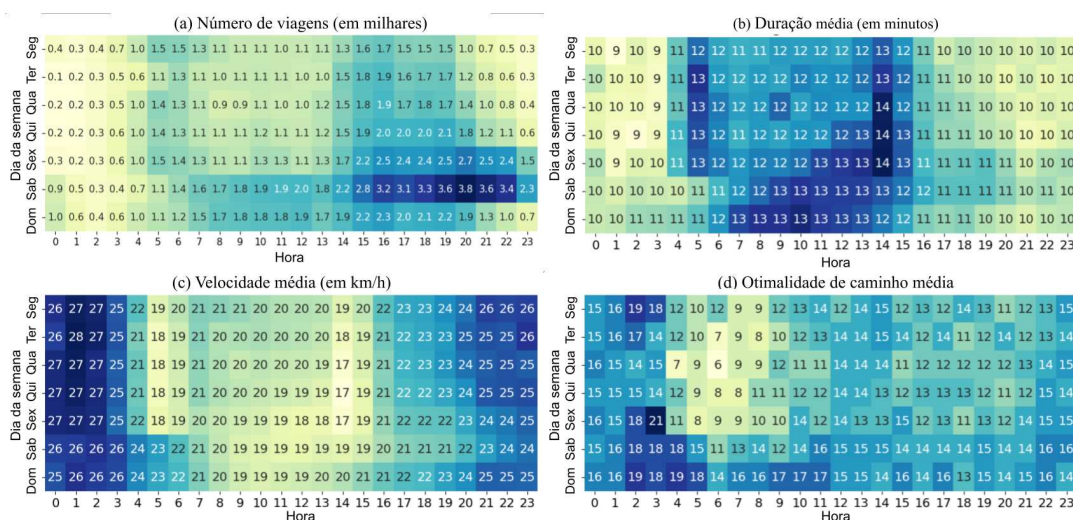 (a) Número de viagens (em milhares)
Dia da semana
Seg 0.4 0.3 0.4 0.7 1.0 1.5 1.5 1.3 1.1 1.1 1.1 1.0 1.1 1.1 1.3 1.6 1.7 1.5 1.5 1.5 1.0 0.7 0.5 0.3
Ter 0.1 0.2 0.3 0.5 0.6 1.1 1.3 1.1 1.0 1.0 1.1 1.1 1.0 1.0 1.5 1.8 1.9 1.6 1.7 1.7 1.2 0.8 0.6 0.3
Qua 0.2 0.2 0.3 0.5 1.0 1.4 1.3 1.1 0.9 0.9 1.1 1.0 1.0 1.2 1.5 1.8 1.9 1.7 1.8 1.7 1.4 1.0 0.8 0.4
Qui 0.2 0.2 0.3 0.6 1.0 1.4 1.3 1.1 1.1 1.1 1.2 1.1 1.1 1.2 1.5 1.9 2.0 2.0 2.1 2.0 1.8 1.2 1.1 0.6
Sex 0.3 0.2 0.3 0.6 1.0 1.5 1.4 1.3 1.1 1.1 1.1 1.1 1.3 1.4 1.7 2.2 2.5 2.4 2.5 2.4 2.7 2.5 2.4 1.5
Sab 0.9 0.5 0.3 0.4 0.7 1.1 1.4 1.6 1.7 1.8 1.7 1.9 2.0 1.8 2.2 2.8 3.2 3.1 3.3 3.6 3.8 3.6 3.4 2.3
Dom 1.0 0.6 0.4 0.6 1.0 1.1 1.2 1.5 1.7 1.8 1.8 1.8 1.9 1.7 1.9 2.2 2.3 2.0 2.1 2.2 1.9 1.3 1.0 0.7
0 1 2 3 4 5 6 7 8 9 10 11 12 13 14 15 16 17 18 19 20 21 22 23
Hora
(b) Duração média (em minutos)
Dia da semana
Seg 10 9 10 9 11 12 12 11 11 12 12 12 12 12 13 12 11 10 10 10 10 10 10 10
Ter 10 10 10 9 11 13 12 12 12 12 12 12 12 12 13 12 11 11 10 10 10 10 10 10
Qua 10 10 10 9 11 13 12 12 12 12 12 12 12 12 14 12 11 11 10 10 10 10 10 10
Qui 10 9 9 9 11 13 12 11 12 12 12 12 12 13 14 13 11 11 11 10 10 10 10 10
Sex 10 9 10 10 11 13 12 12 12 12 12 13 13 13 14 13 11 11 11 11 10 10 10 10
Sab 10 10 10 10 10 11 12 12 13 13 13 13 13 13 13 12 12 11 11 11 11 10 11 10
Dom 10 10 11 11 11 11 12 13 13 13 13 13 13 13 13 12 12 11 11 11 10 10 10 10
0 1 2 3 4 5 6 7 8 9 10 11 12 13 14 15 16 17 18 19 20 21 22 23
Hora
(c) Velocidade média (em km/h)
Dia da semana
Seg 26 27 27 25 22 19 20 21 21 20 20 20 20 20 19 20 22 23 23 24 24 26 26 26
Ter 26 28 27 25 21 18 19 21 20 20 20 20 20 19 18 19 21 22 23 23 24 25 25 26
Qua 27 27 27 25 21 18 19 20 20 20 20 20 19 19 17 19 21 22 23 23 24 25 25 25
Qui 27 27 27 25 21 18 19 20 20 20 20 19 19 19 17 19 21 22 22 22 24 25 25 25
Sex 27 27 27 25 22 18 19 20 20 19 19 19 18 18 17 19 21 22 22 22 23 24 24 25
Sab 26 26 26 26 24 23 22 21 20 19 19 19 19 19 19 20 20 21 21 21 22 23 24 24
Dom 25 26 26 26 24 23 22 20 19 19 19 19 19 20 20 20 21 22 22 23 24 25 25 25
0 1 2 3 4 5 6 7 8 9 10 11 12 13 14 15 16 17 18 19 20 21 22 23
Hora
(d) Otimalidade de caminho média
Dia da semana
Seg 15 16 19 18 12 10 12 9 9 12 13 14 12 14 15 12 13 12 14 13 11 12 13 15
Ter 15 16 17 14 12 10 7 9 8 10 12 13 14 14 15 13 12 14 11 13 12 12 13 15
Qua 16 15 14 15 7 9 6 9 12 11 11 14 14 14 15 11 12 12 12 12 12 13 14 15
Qui 15 15 14 15 12 9 8 8 11 11 12 12 14 14 14 13 13 13 13 12 12 12 15 14
Sex 16 15 18 21 11 8 9 9 10 10 14 12 14 13 13 15 12 13 11 13 12 14 14 15
Sab 15 16 18 18 18 15 11 13 14 12 14 16 15 15 15 14 14 14 14 14 12 14 16 16
Dom 16 16 19 18 19 18 14 16 16 17 17 17 15 15 15 14 15 16 13 15 14 15 14 16
0 1 2 3 4 5 6 7 8 9 10 11 12 13 14 15 16 17 18 19 20 21 22 23
Hora